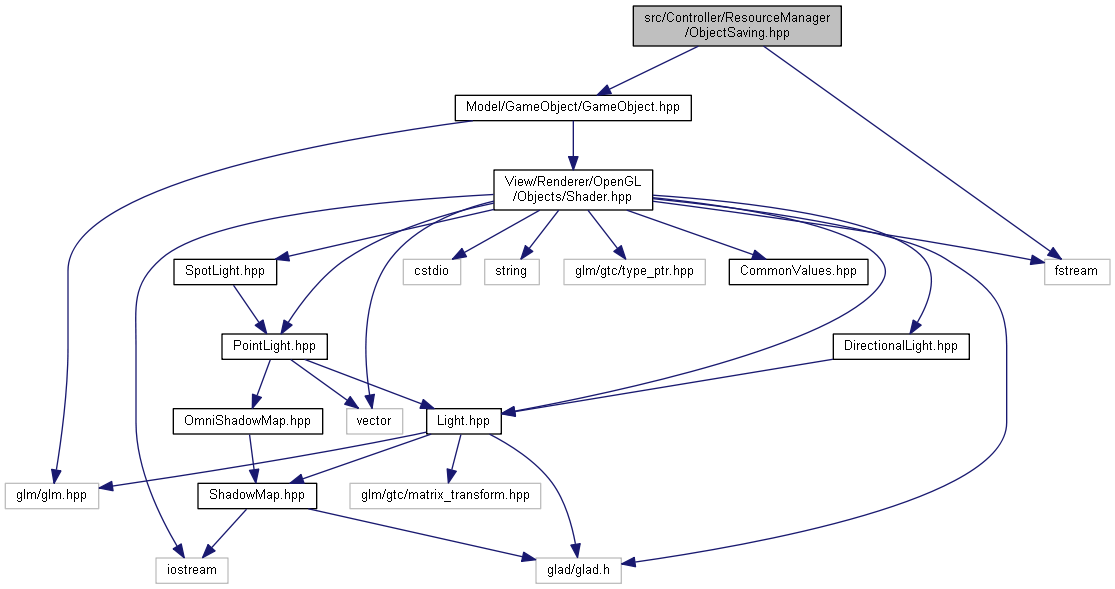 src/Controller/ResourceManager
/ObjectSaving.hpp
Model/GameObject/GameObject.hpp
View/Renderer/OpenGL
/Objects/Shader.hpp
SpotLight.hpp
cstdio
string
glm/gtc/type_ptr.hpp
CommonValues.hpp
fstream
PointLight.hpp
DirectionalLight.hpp
OmniShadowMap.hpp
vector
Light.hpp
glm/glm.hpp
ShadowMap.hpp
glm/gtc/matrix_transform.hpp
iostream
glad/glad.h